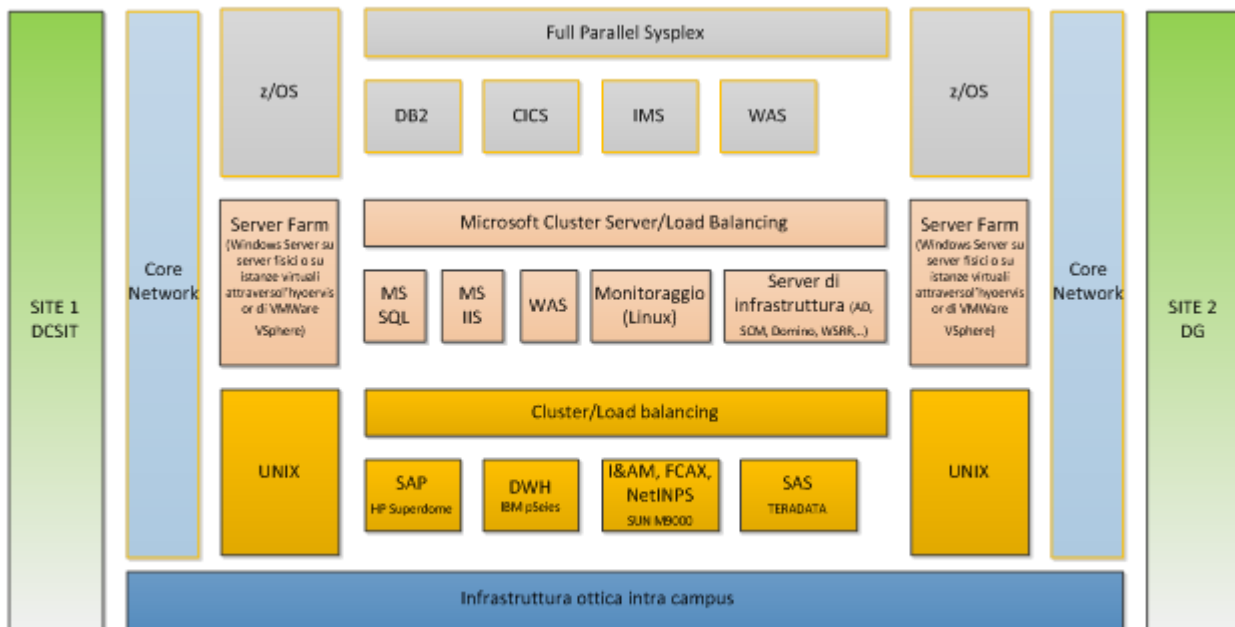 SITE 1
DCSIT
Core
Network
z/OS
Full Parallel Sysplex
DB2
CICS
IMS
WAS
z/OS
Core
Network
SITE 2
DG
Server Farm
(Windows Server su
server fisici o su
istanze virtuali
attraversol'hypervis
or di VMWare
VSphere)
Microsoft Cluster Server/Load Balancing
MS
SQL
MS
IIS
WAS
Monitoraggio
(Linux)
Server di
infrastruttura (AD,
SCM, Domino, WSRR,...)
Server Farm
(Windows Server su
server fisici o su
istanze virtuali
attraversol'hypervis
or di VMWare
VSphere)
UNIX
Cluster/Load balancing
SAP
HP Superdome
DWH
IBM pSeies
I&AM, FCAX,
NetINPS
SUN M9000
SAS
TERADATA
UNIX
Infrastruttura ottica intra campus